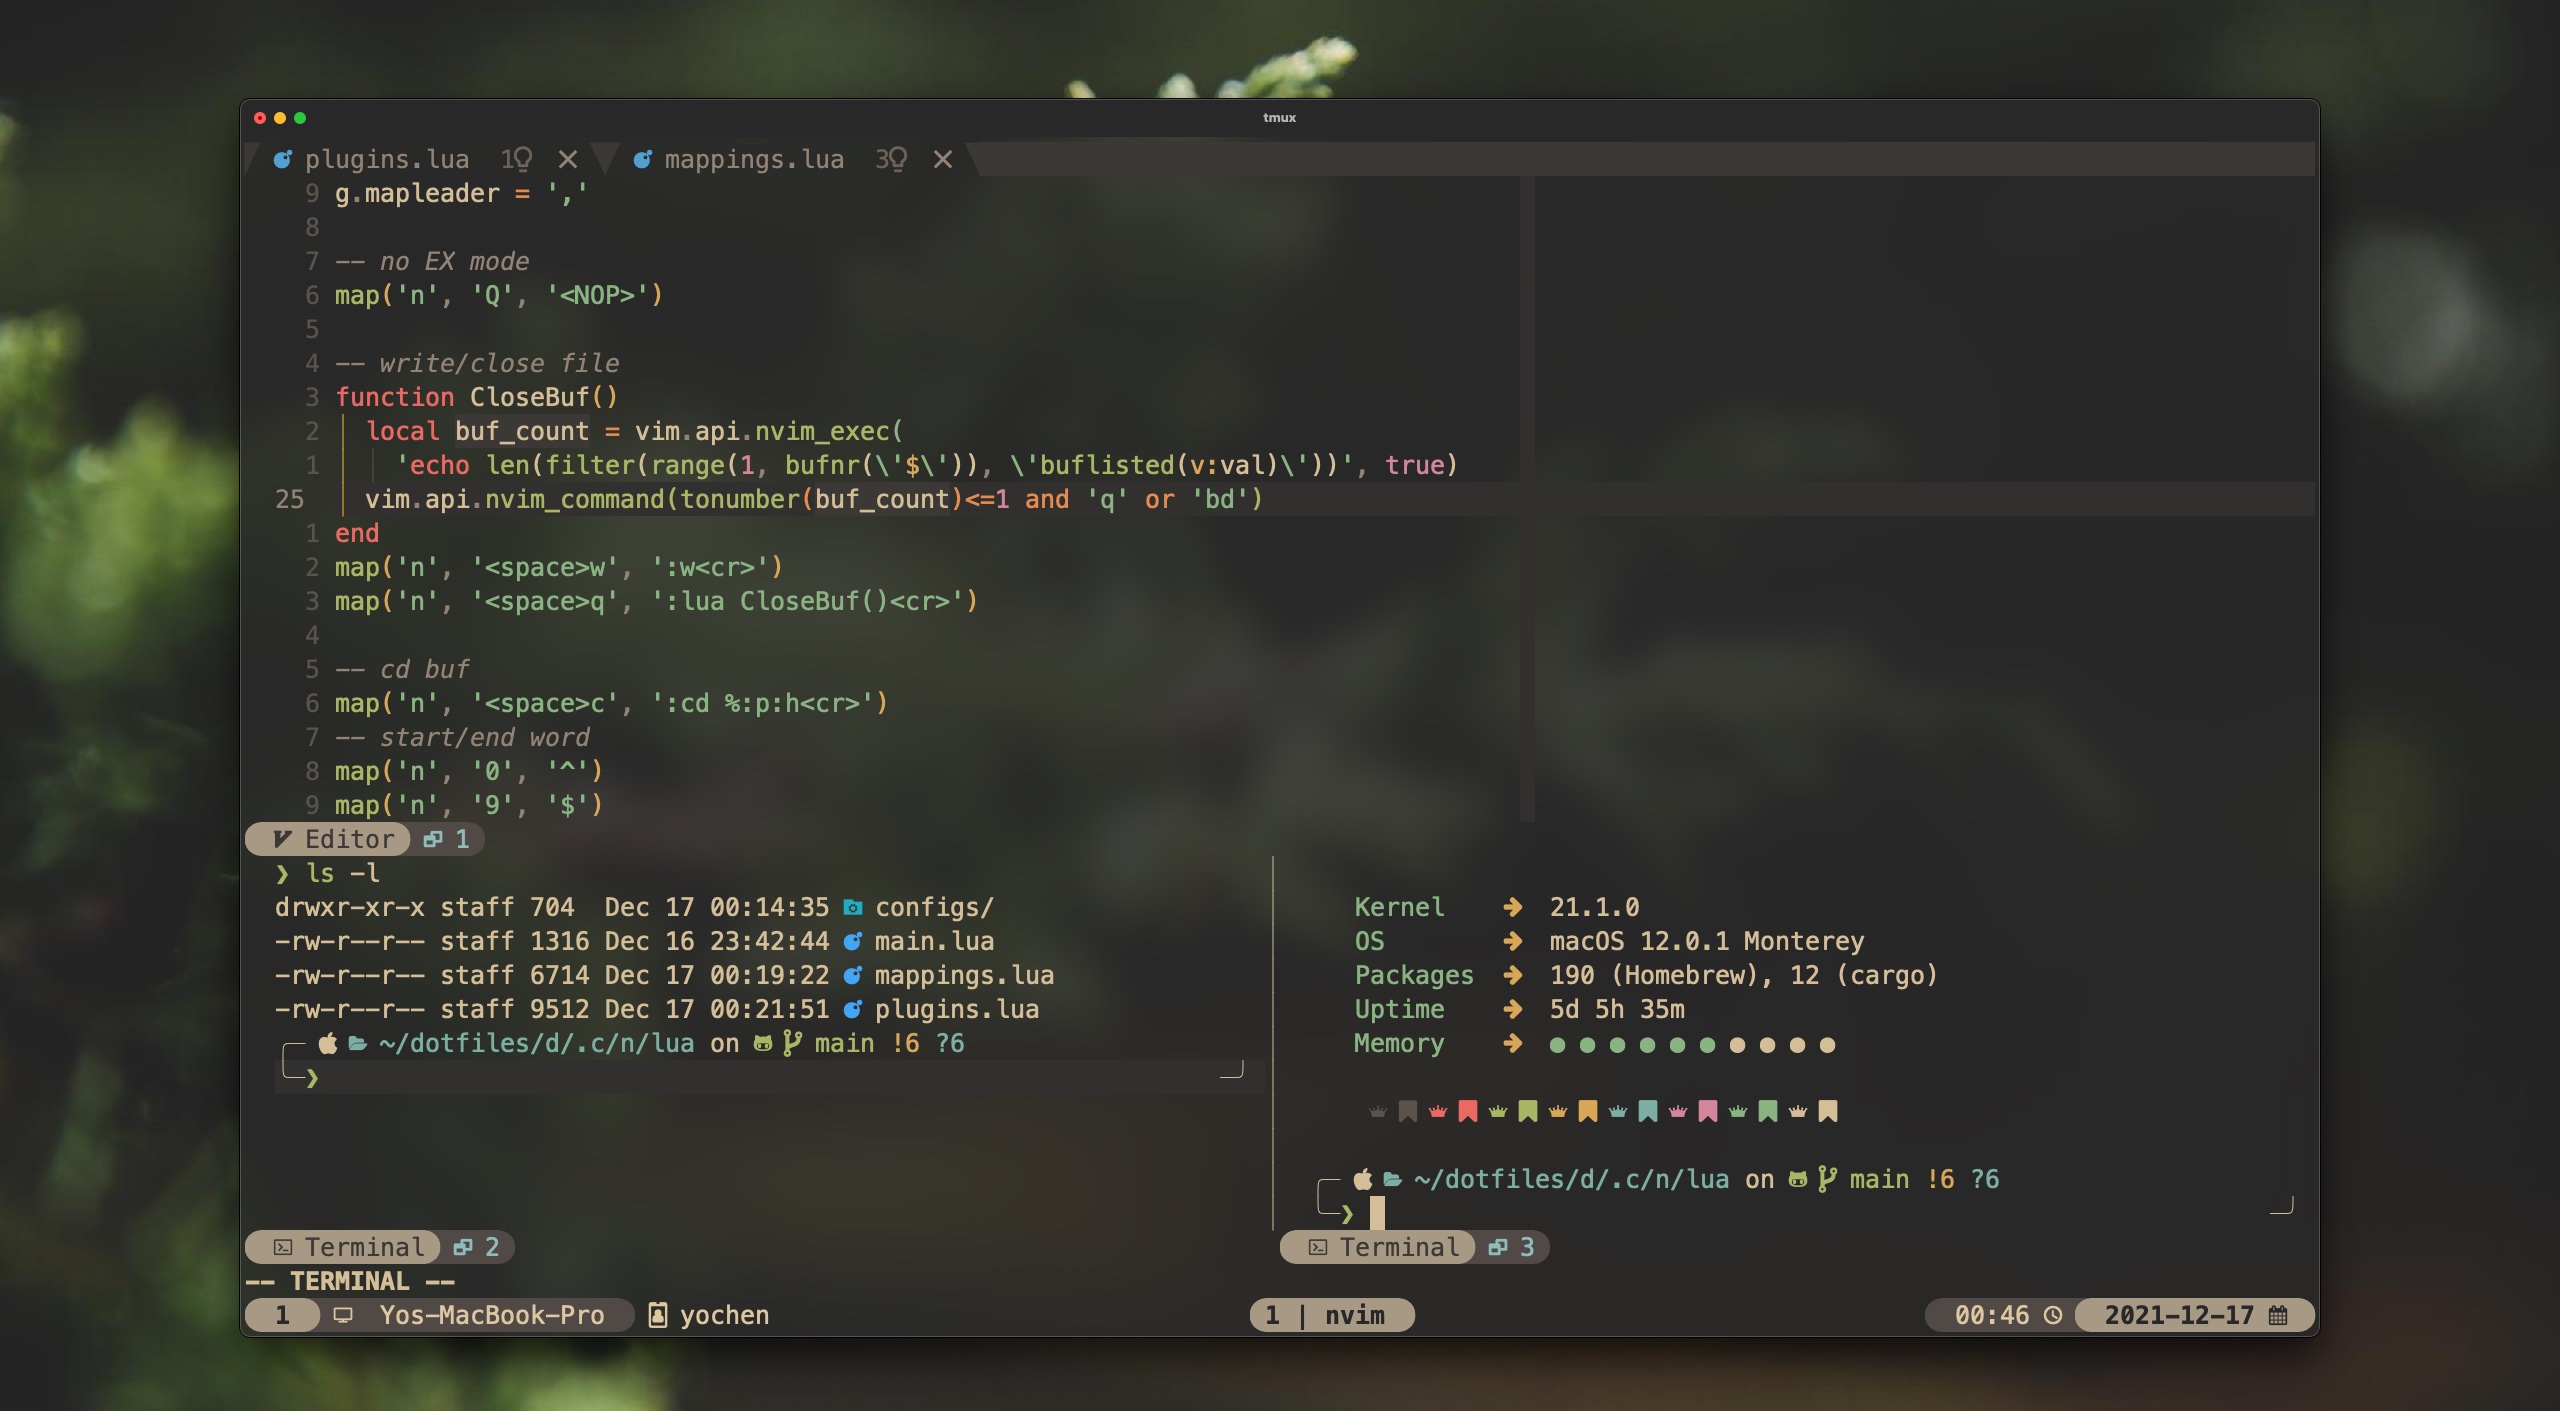 tmux
plugins.lua 1 mappings.lua 3
9 g.mapleader = ','
8
7 -- no EX mode
6 map('n', 'Q', '<NOP>')
5
4 -- write/close file
3 function CloseBuf()
2 local buf_count = vim.api.nvim_exec(
1 'echo len(filter(range(1, bufnr(\'$\')), \'buflisted(v:val)\'))', true)
25 vim.api.nvim_command(tonumber(buf_count)<=1 and 'q' or 'bd')
1 end
2 map('n', '<space>w', ':w<cr>')
3 map('n', '<space>q', ':lua CloseBuf()<cr>')
4
5 -- cd buf
6 map('n', '<space>c', ':cd %:p:h<cr>')
7 -- start/end word
8 map('n', '0', '^')
9 map('n', '9', '$')
Editor 1
❯ ls -l
drwxr-xr-x staff 704 Dec 17 00:14:35 configs/
-rw-r--r-- staff 1316 Dec 16 23:42:44 main.lua
-rw-r--r-- staff 6714 Dec 17 00:19:22 mappings.lua
-rw-r--r-- staff 9512 Dec 17 00:21:51 plugins.lua
~/dotfiles/d/.c/n/lua on main !6 ?6
❯
Terminal 2
Kernel ➜ 21.1.0
OS ➜ macOS 12.0.1 Monterey
Packages ➜ 190 (Homebrew), 12 (cargo)
Uptime ➜ 5d 5h 35m
Memory ➜
~/dotfiles/d/.c/n/lua on main !6 ?6
❯
Terminal 3
-- TERMINAL --
1 Yos-MacBook-Pro yochen 1 | nvim 00:46 2021-12-17